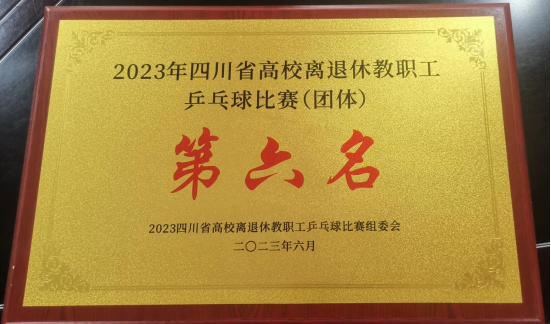 2023年四川省高校离退休教职工
乒乓球比赛(团体)
第六名
2023四川省高校离退休教职工乒乓球比赛组委会
二〇二三年六月